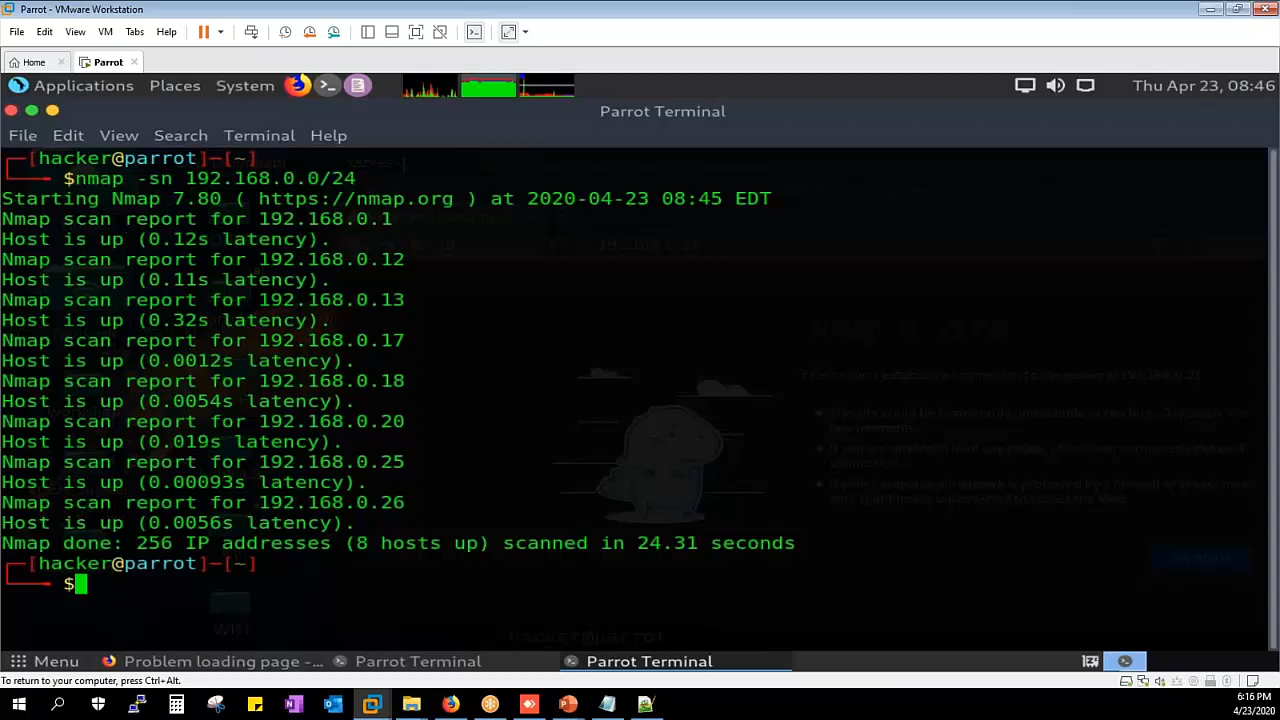 Parrot - VMware Workstation
File Edit View VM Tabs Help
Home Parrot
Applications Places System Thu Apr 23, 08:46
Parrot Terminal
File Edit View Search Terminal Help
[hacker@parrot]-[~]
$nmap -sn 192.168.0.0/24
Starting Nmap 7.80 ( https://nmap.org ) at 2020-04-23 08:45 EDT
Nmap scan report for 192.168.0.1
Host is up (0.12s latency).
Nmap scan report for 192.168.0.12
Host is up (0.11s latency).
Nmap scan report for 192.168.0.13
Host is up (0.32s latency).
Nmap scan report for 192.168.0.17
Host is up (0.0012s latency).
Nmap scan report for 192.168.0.18
Host is up (0.0054s latency).
Nmap scan report for 192.168.0.20
Host is up (0.019s latency).
Nmap scan report for 192.168.0.25
Host is up (0.00093s latency).
Nmap scan report for 192.168.0.26
Host is up (0.0056s latency).
Nmap done: 256 IP addresses (8 hosts up) scanned in 24.31 seconds
[hacker@parrot]-[~]
$
Menu Problem loading page -... Parrot Terminal Parrot Terminal
To return to your computer, press Ctrl+Alt.
6:16 PM
4/23/2020